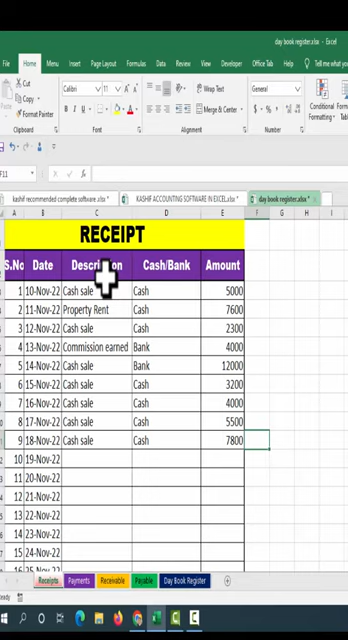 day book register.xlsx - Excel
File Home Menu Insert Page Layout Formulas Data Review View Developer Office Tab Help Tell me what you
Cut
Copy
Format Painter
Paste
Clipboard
Calibri 11
B I U
Font
Wrap Text
Merge & Center
Alignment
General
Number
Conditional Formatting
F11
kashif recommended complete software.xlsx * KASHIF ACCOUNTING SOFTWARE IN EXCEL.xlsx * day book register.xlsx *
A B C D E F G H I
RECEIPT
S.No Date Description Cash/Bank Amount
1 10-Nov-22 Cash sale Cash 5000
2 11-Nov-22 Property Rent Cash 7600
3 12-Nov-22 Cash sale Cash 2300
4 13-Nov-22 Commission earned Bank 4000
5 14-Nov-22 Cash sale Bank 12000
6 15-Nov-22 Cash sale Cash 3200
7 16-Nov-22 Cash sale Cash 4000
8 17-Nov-22 Cash sale Cash 5500
9 18-Nov-22 Cash sale Cash 7800
10 19-Nov-22
11 20-Nov-22
12 21-Nov-22
13 22-Nov-22
14 23-Nov-22
15 24-Nov-22
16 25-Nov-22
Receipts Payments Receivable Payable Day Book Register